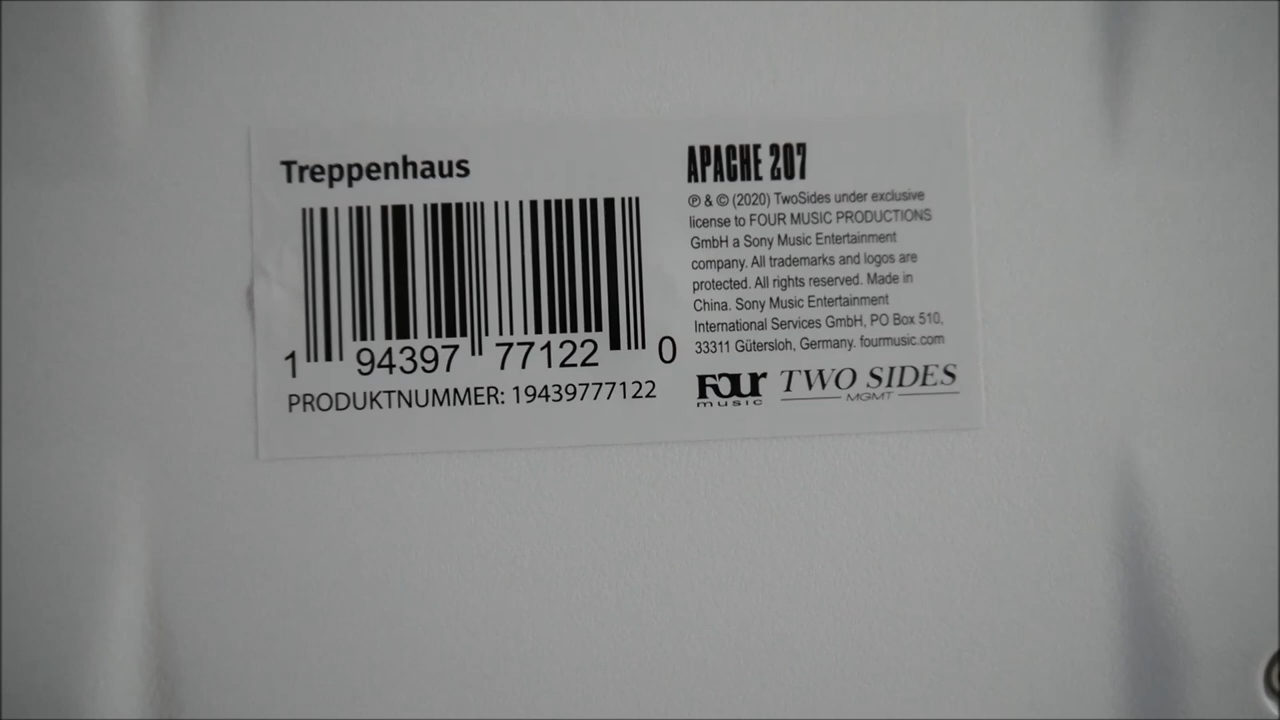 Treppenhaus
1 94397 77122 0
PRODUKTNUMMER: 19439777122
APACHE 207
℗ & © (2020) TwoSides under exclusive
license to FOUR MUSIC PRODUCTIONS
GmbH a Sony Music Entertainment
company. All trademarks and logos are
protected. All rights reserved. Made in
China. Sony Music Entertainment
International Services GmbH, PO Box 510,
33311 Gütersloh, Germany. fourmusic.com
FOUR
music
TWO SIDES
MGMT